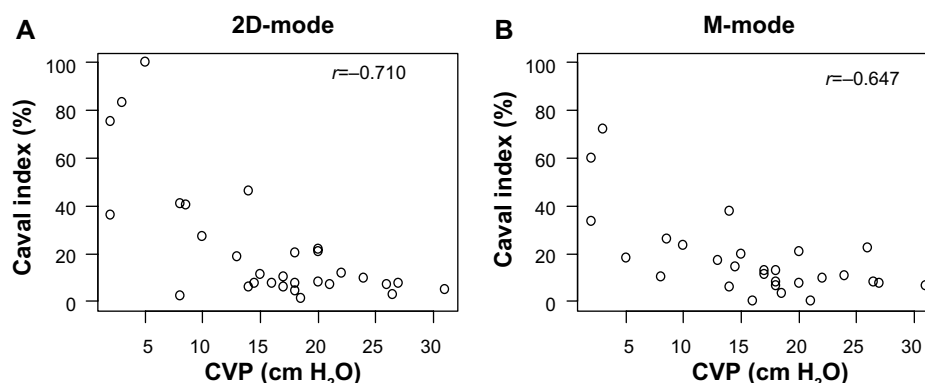 A 2D-mode
r=–0.710
Caval index (%)
100
80
60
40
20
0
5 10 15 20 25 30
CVP (cm H₂O)
B M-mode
r=–0.647
Caval index (%)
100
80
60
40
20
0
5 10 15 20 25 30
CVP (cm H₂O)